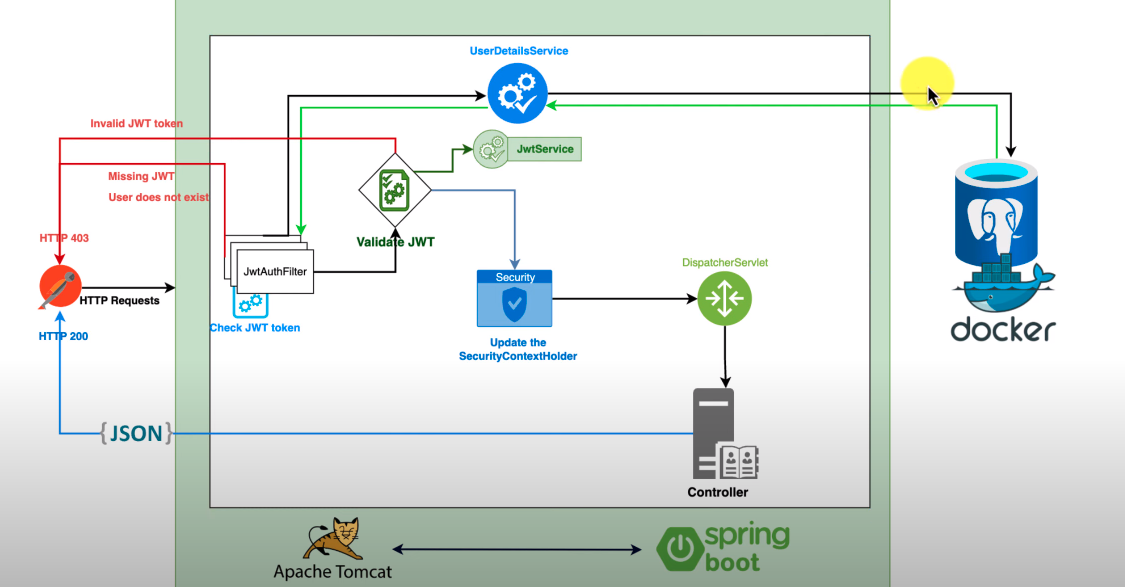 UserDetailsService
Invalid JWT token
JwtService
Missing JWT
User does not exist
HTTP 403
Validate JWT
JwtAuthFilter
DispatcherServlet
Security
HTTP Requests
Check JWT token
HTTP 200
Update the
SecurityContextHolder
docker
{JSON}
Controller
Apache Tomcat
spring
boot